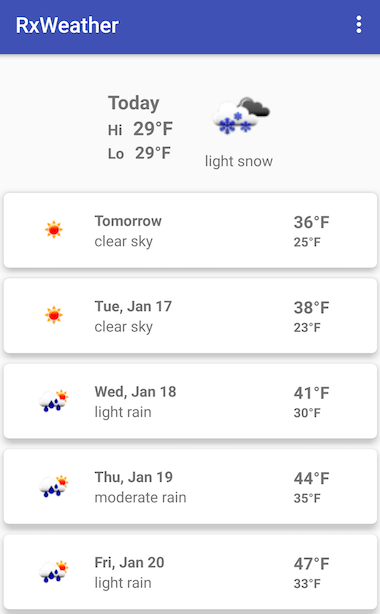 RxWeather
Today
Hi 29°F
Lo 29°F
light snow
Tomorrow
36°F
clear sky
25°F
Tue, Jan 17
38°F
clear sky
23°F
Wed, Jan 18
41°F
light rain
30°F
Thu, Jan 19
44°F
moderate rain
35°F
Fri, Jan 20
47°F
light rain
33°F